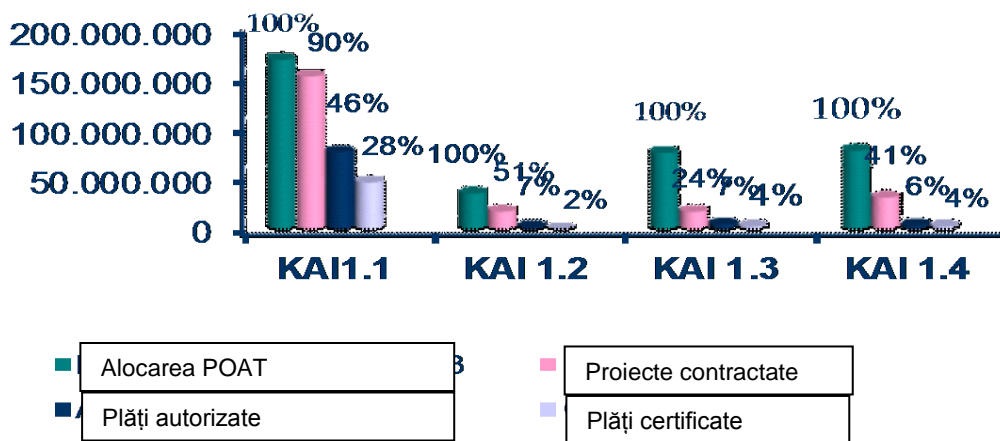 200.000.000
150.000.000
100.000.000
50.000.000
0
100% 90% 46% 28%
100% 51% 7% 2%
100% 24% 7% 4%
100% 41% 6% 4%
KAI1.1 KAI 1.2 KAI 1.3 KAI 1.4
Alocarea POAT Proiecte contractate
Plăți autorizate Plăți certificate